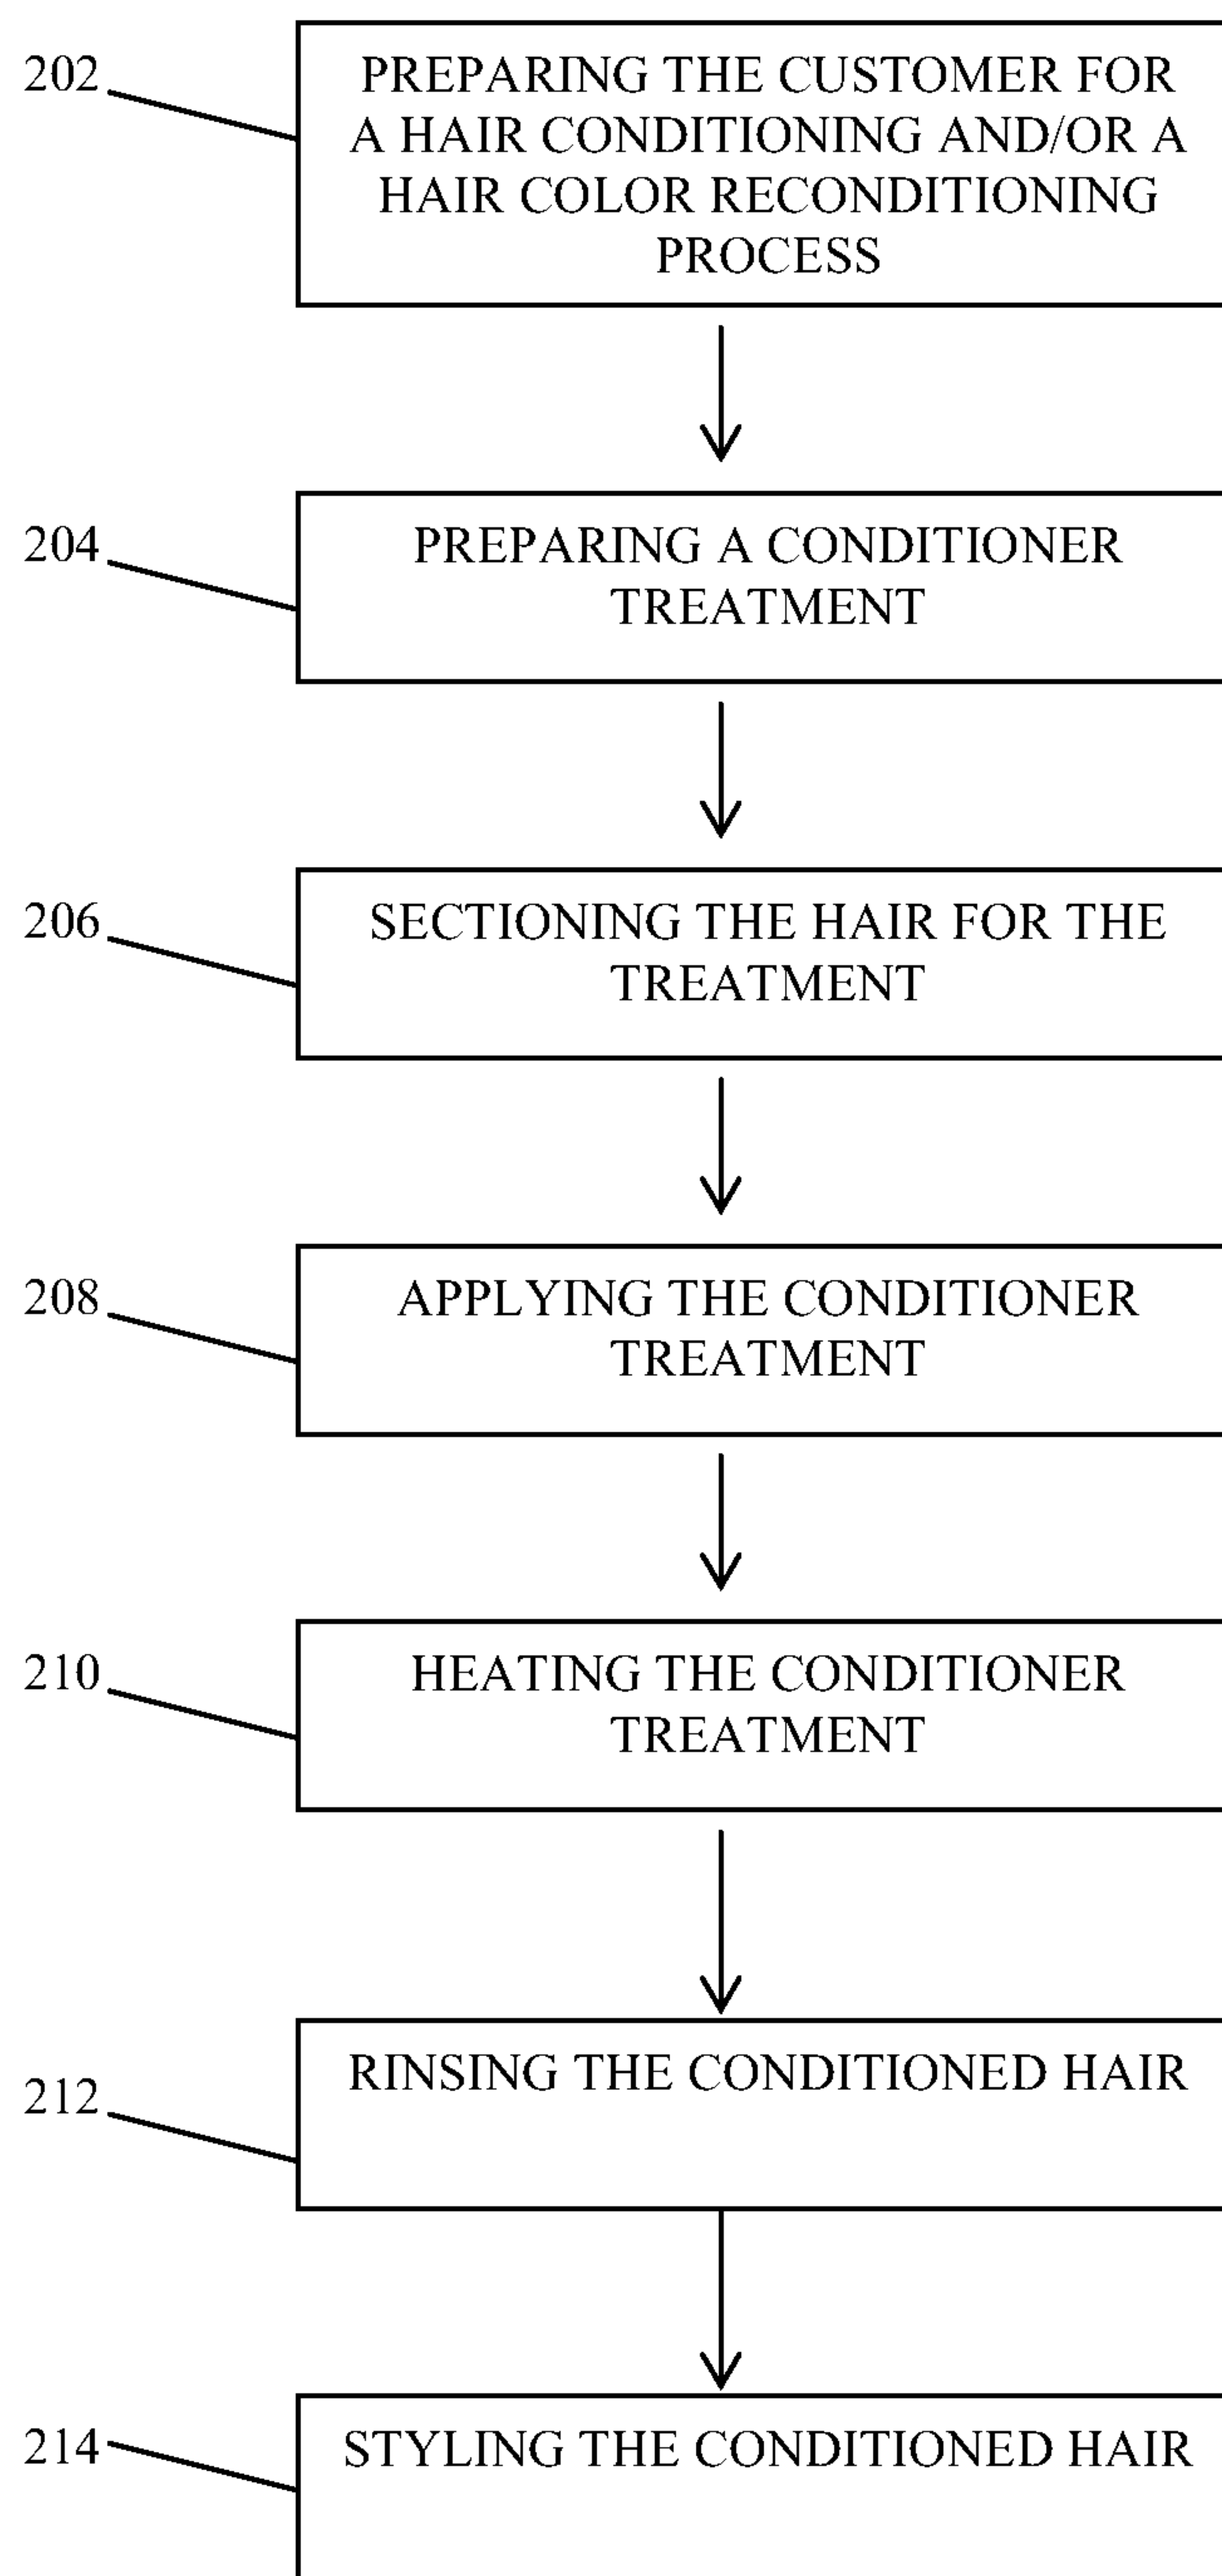 202
PREPARING THE CUSTOMER FOR
A HAIR CONDITIONING AND/OR A
HAIR COLOR RECONDITIONING
PROCESS
204
PREPARING A CONDITIONER
TREATMENT
206
SECTIONING THE HAIR FOR THE
TREATMENT
208
APPLYING THE CONDITIONER
TREATMENT
210
HEATING THE CONDITIONER
TREATMENT
212
RINSING THE CONDITIONED HAIR
214
STYLING THE CONDITIONED HAIR